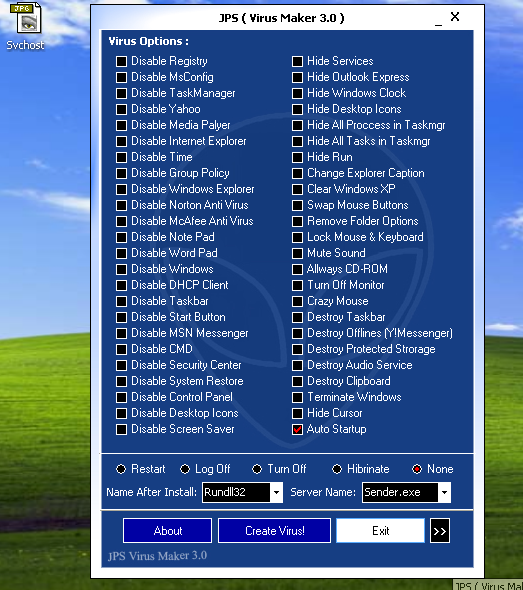 JPG
Svchost
JPS ( Virus Maker 3.0 )
Virus Options :
Disable Registry
Disable MsConfig
Disable TaskManager
Disable Yahoo
Disable Media Palyer
Disable Internet Explorer
Disable Time
Disable Group Policy
Disable Windows Explorer
Disable Norton Anti Virus
Disable McAfee Anti Virus
Disable Note Pad
Disable Word Pad
Disable Windows
Disable DHCP Client
Disable Taskbar
Disable Start Button
Disable MSN Messenger
Disable CMD
Disable Security Center
Disable System Restore
Disable Control Panel
Disable Desktop Icons
Disable Screen Saver
Hide Services
Hide Outlook Express
Hide Windows Clock
Hide Desktop Icons
Hide All Proccess in Taskmgr
Hide All Tasks in Taskmgr
Hide Run
Change Explorer Caption
Clear Windows XP
Swap Mouse Buttons
Remove Folder Options
Lock Mouse & Keyboard
Mute Sound
Allways CD-ROM
Turn Off Monitor
Crazy Mouse
Destroy Taskbar
Destroy Offlines (Y!Messenger)
Destroy Protected Strorage
Destroy Audio Service
Destroy Clipboard
Terminate Windows
Hide Cursor
Auto Startup
Restart Log Off Turn Off Hibrinate None
Name After Install: Rundll32 Server Name: Sender.exe
About Create Virus! Exit >>
JPS Virus Maker 3.0
JPS ( Virus Mal